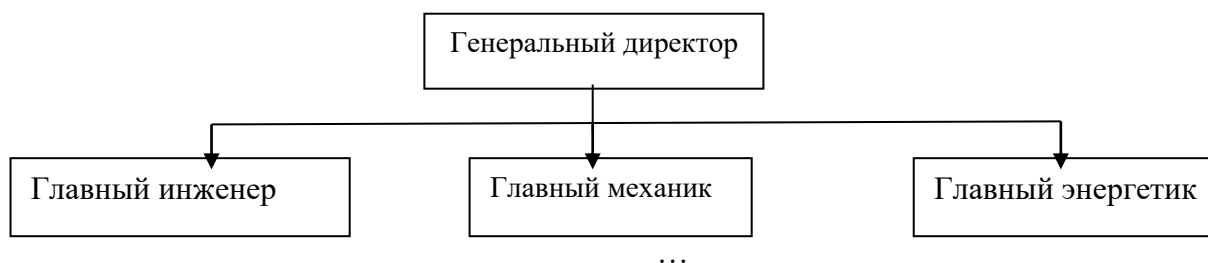 Генеральный директор
Главный инженер
Главный механик
Главный энергетик
…